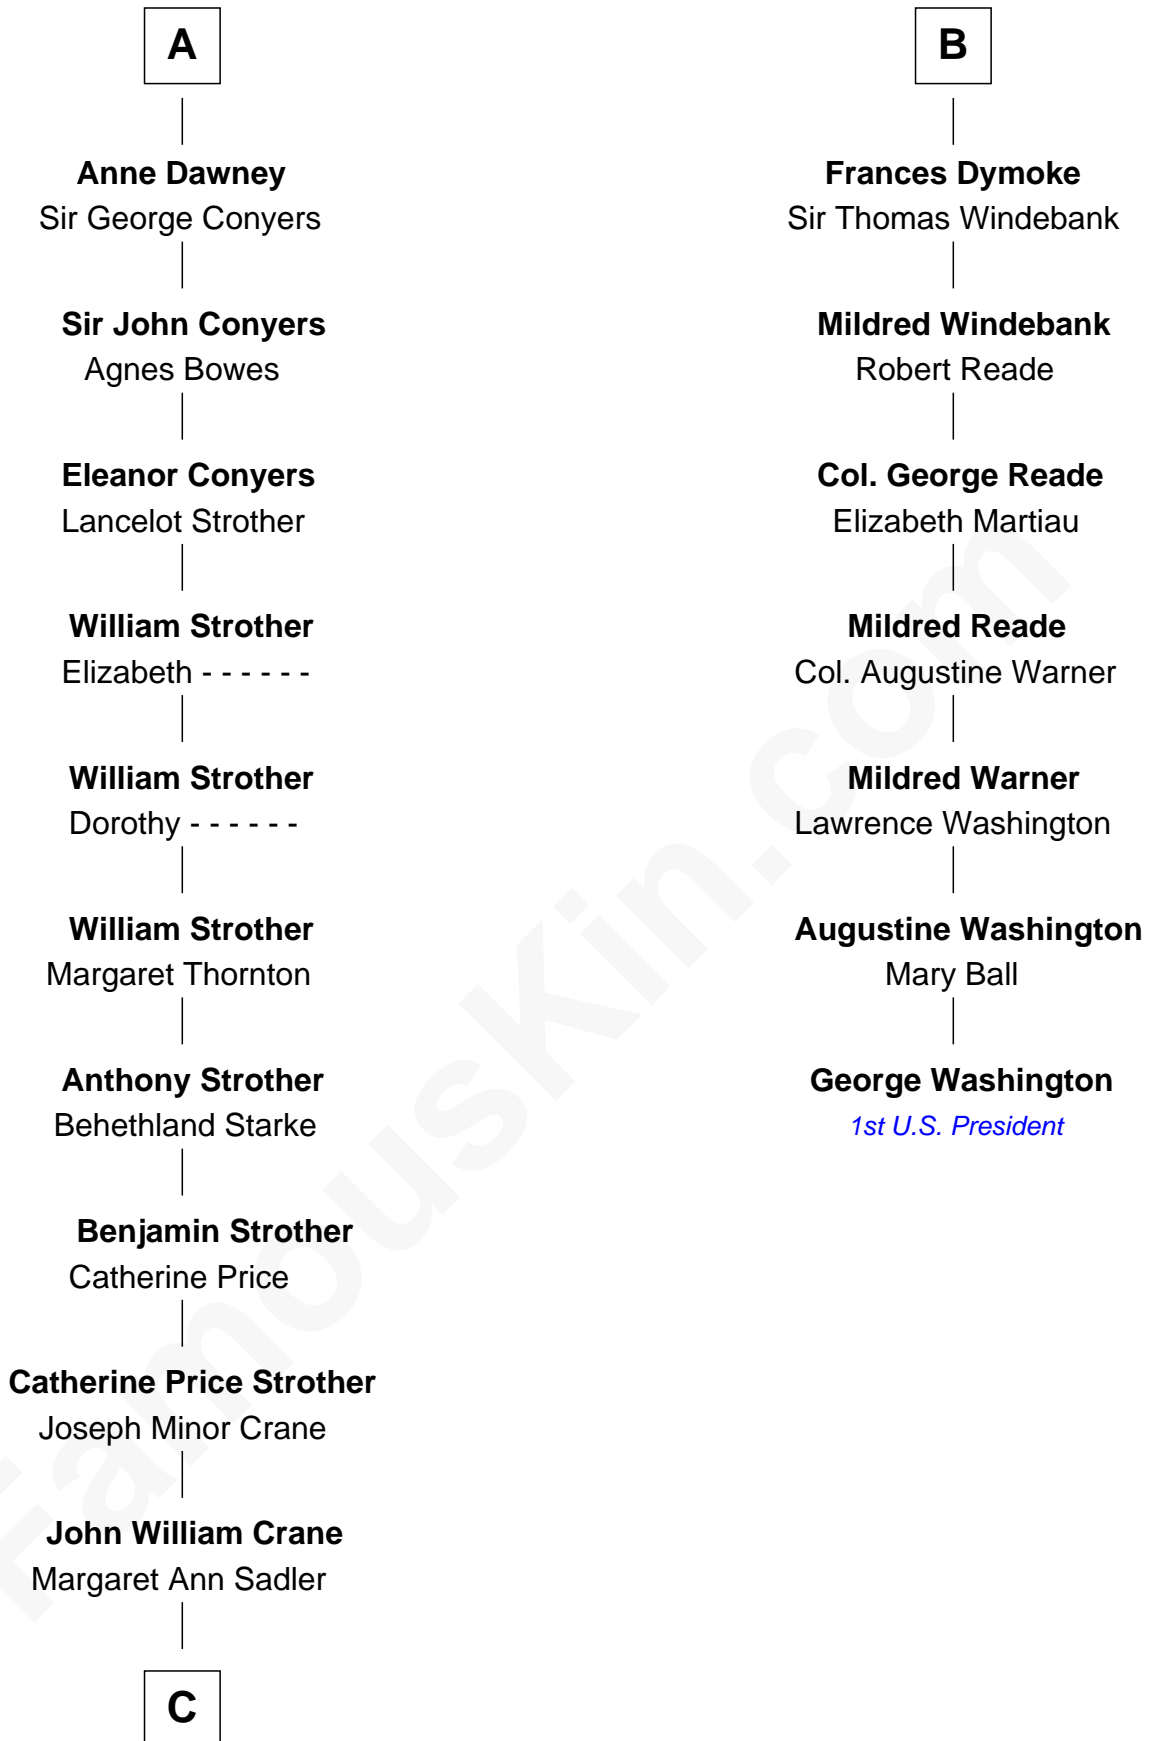 A
Anne Dawney
Sir George Conyers
Sir John Conyers
Agnes Bowes
Eleanor Conyers
Lancelot Strother
William Strother
Elizabeth - - - - - -
William Strother
Dorothy - - - - - -
William Strother
Margaret Thornton
Anthony Strother
Behethland Starke
Benjamin Strother
Catherine Price
Catherine Price Strother
Joseph Minor Crane
John William Crane
Margaret Ann Sadler
C
B
Frances Dymoke
Sir Thomas Windebank
Mildred Windebank
Robert Reade
Col. George Reade
Elizabeth Martiau
Mildred Reade
Col. Augustine Warner
Mildred Warner
Lawrence Washington
Augustine Washington
Mary Ball
George Washington
1st U.S. President
FamousKin.com